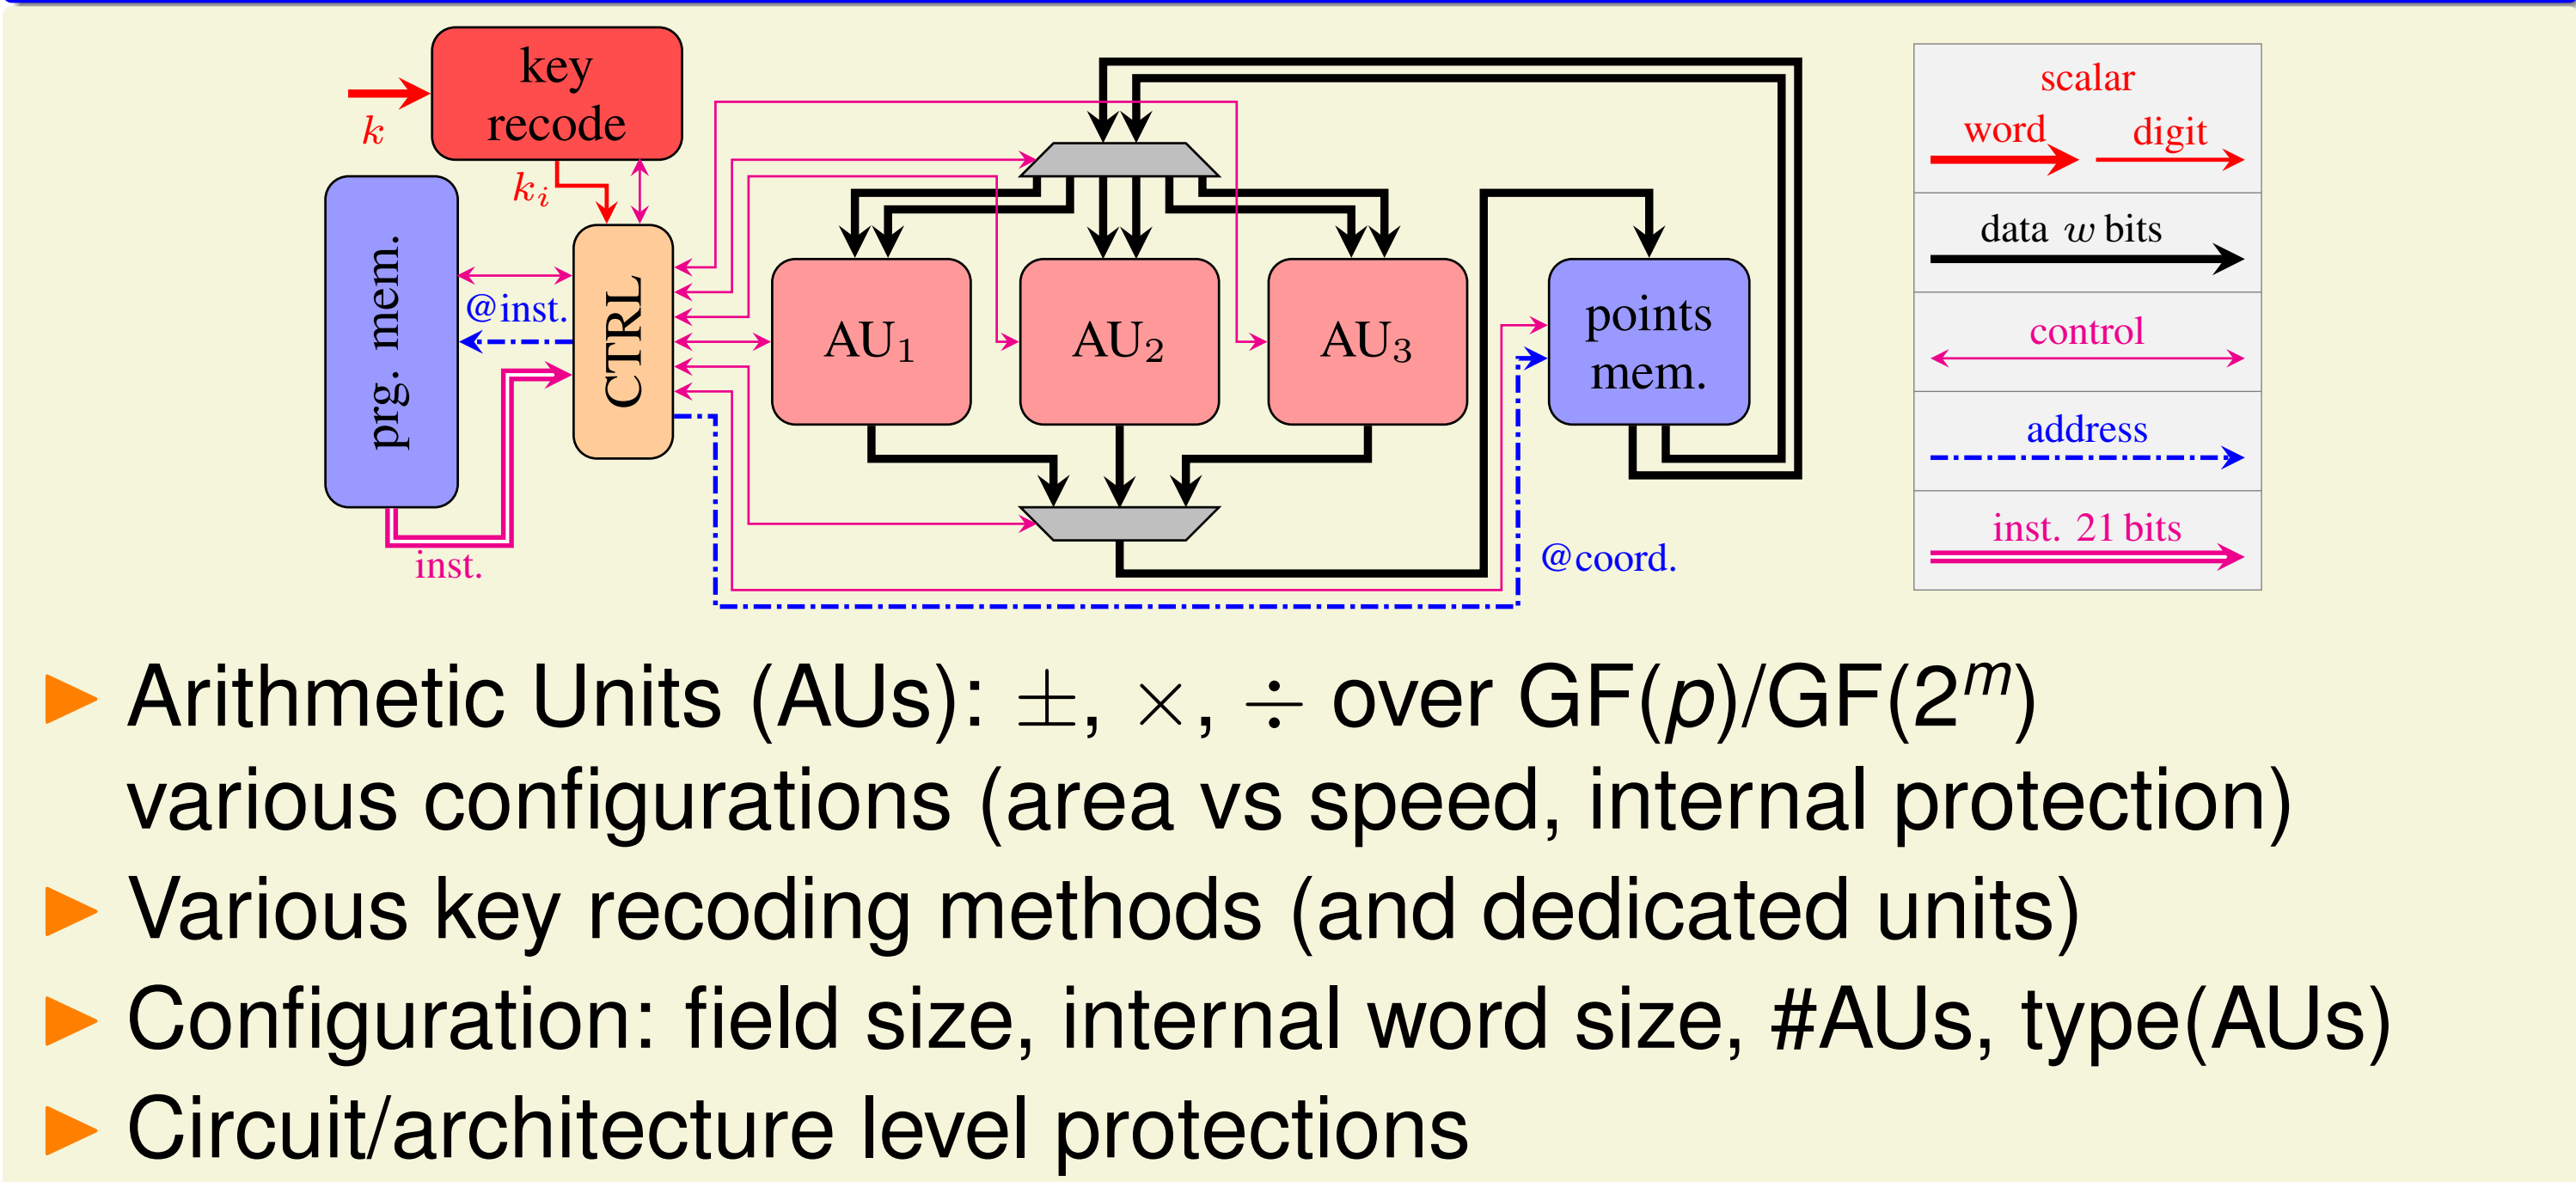 key
recode
k
k_i
prg. mem.
@inst.
inst.
CTRL
AU₁
AU₂
AU₃
points
mem.
@coord.
scalar
word
digit
data w bits
control
address
inst. 21 bits
Arithmetic Units (AUs): ±, ×, ÷ over GF(p)/GF(2^m)
various configurations (area vs speed, internal protection)
Various key recoding methods (and dedicated units)
Configuration: field size, internal word size, #AUs, type(AUs)
Circuit/architecture level protections